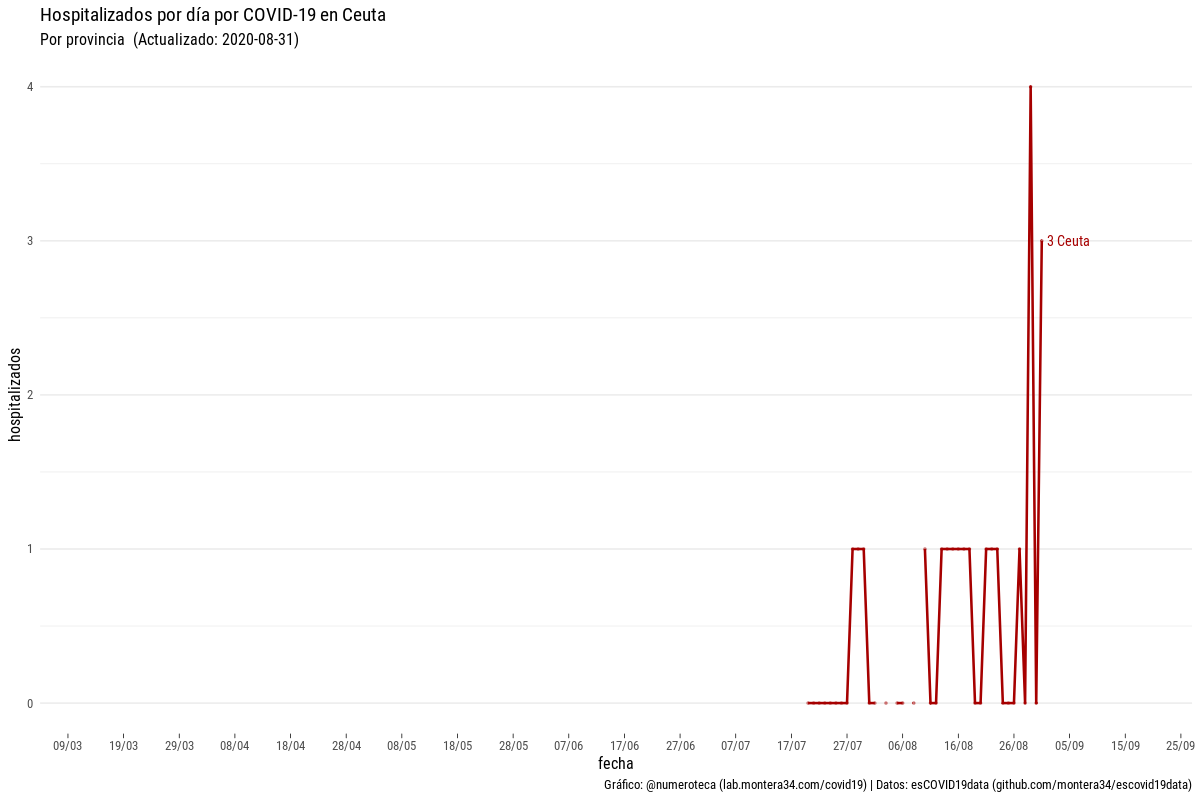 Hospitalizados por día por COVID-19 en Ceuta
Por provincia (Actualizado: 2020-08-31)
hospitalizados
4
3
2
1
0
3 Ceuta
09/03 19/03 29/03 08/04 18/04 28/04 08/05 18/05 28/05 07/06 17/06 27/06 07/07 17/07 27/07 06/08 16/08 26/08 05/09 15/09 25/09
fecha
Gráfico: @numeroteca (lab.montera34.com/covid19) | Datos: esCOVID19data (github.com/montera34/escovid19data)